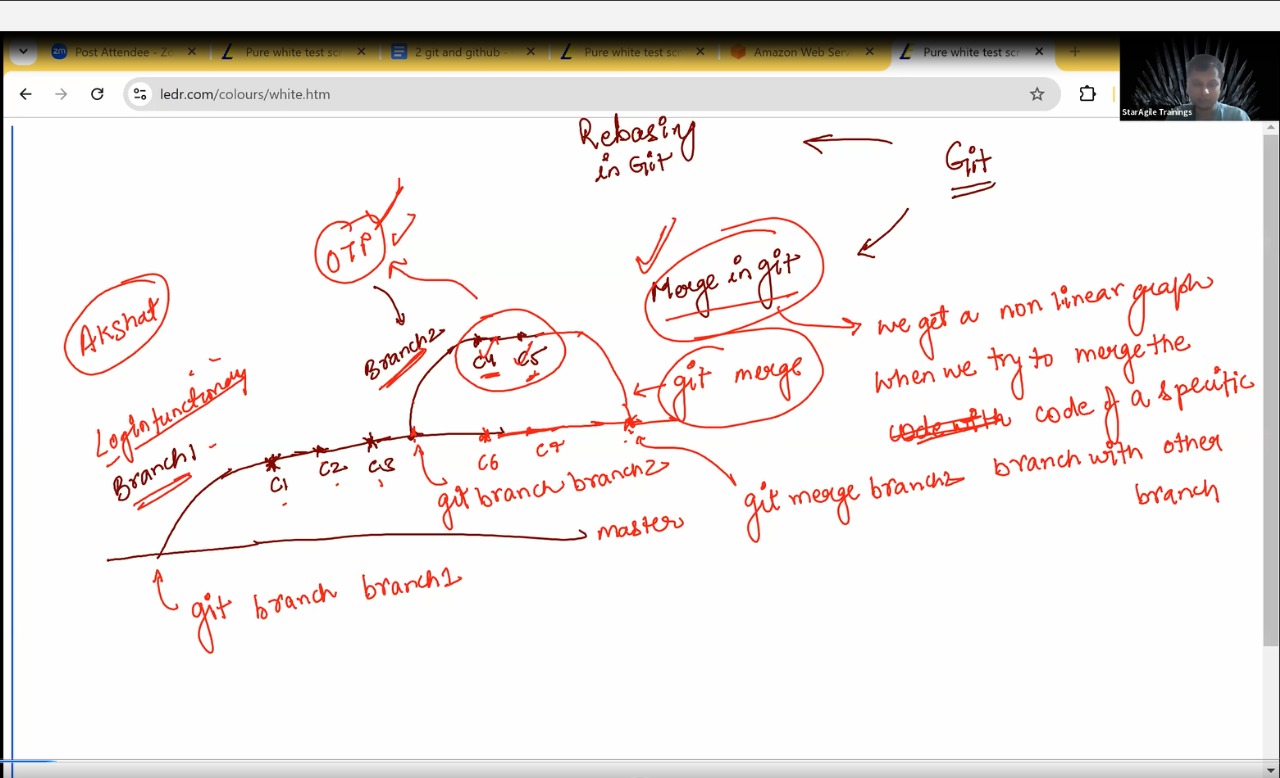 Post Attendee - Z
Pure white test scr
2 git and github
Pure white test sc
Amazon Web Serv
Pure white test sc
ledr.com/colours/white.htm
StarAgile Trainings
Rebasing
in Git
Git
OTP
Merge in git
Akshat
Branch2
C4 C5
git merge
we get a non linear graph
when we try to merge the
code with code of a specific
branch with other
branch
Login functionary
Branch1
C1 C2 C3
C6 C7
git branch branch2
git merge branch2
master
git branch branch1